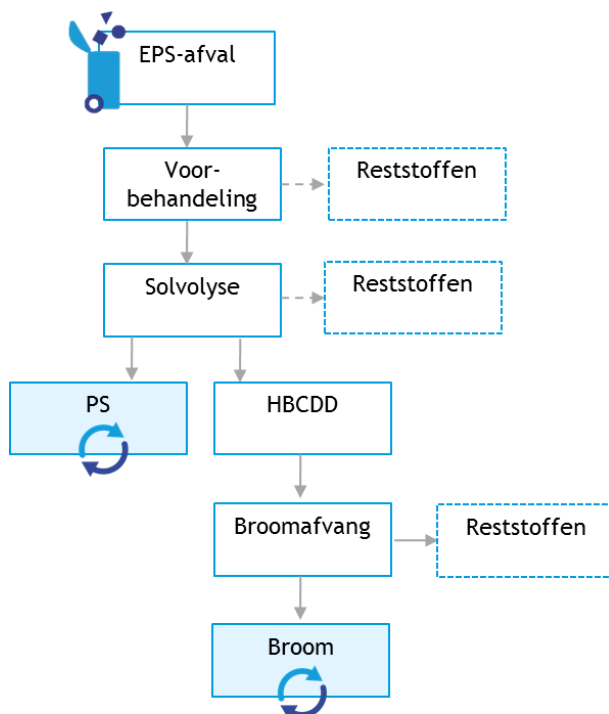 EPS-afval
Voor-
behandeling
Reststoffen
Solvolyse
Reststoffen
PS
HBCDD
Broomafvang
Reststoffen
Broom